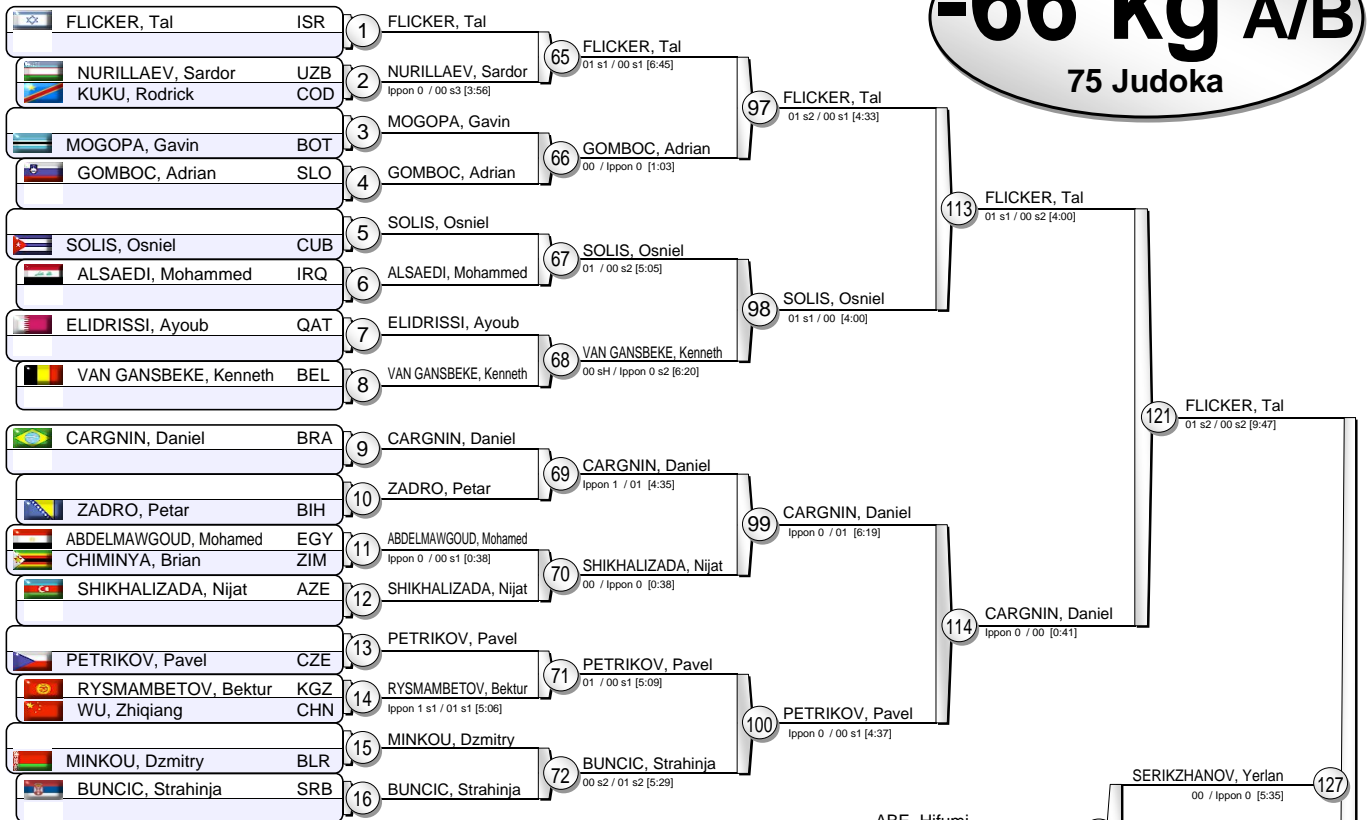 -66 kg A/B
75 Judoka
FLICKER, Tal ISR
NURILLAEV, Sardor UZB
KUKU, Rodrick COD
MOGOPA, Gavin BOT
GOMBOC, Adrian SLO
SOLIS, Osniel CUB
ALSAEDI, Mohammed IRQ
ELIDRISSI, Ayoub QAT
VAN GANSBEKE, Kenneth BEL
CARGNIN, Daniel BRA
ZADRO, Petar BIH
ABDELMAWGOUD, Mohamed EGY
CHIMINYA, Brian ZIM
SHIKHALIZADA, Nijat AZE
PETRIKOV, Pavel CZE
RYSMAMBETOV, Bektur KGZ
WU, Zhiqiang CHN
MINKOU, Dzmitry BLR
BUNCIC, Strahinja SRB
1 FLICKER, Tal
2 NURILLAEV, Sardor
Ippon 0 / 00 s3 [3:56]
3 MOGOPA, Gavin
4 GOMBOC, Adrian
5 SOLIS, Osniel
6 ALSAEDI, Mohammed
7 ELIDRISSI, Ayoub
8 VAN GANSBEKE, Kenneth
9 CARGNIN, Daniel
10 ZADRO, Petar
11 ABDELMAWGOUD, Mohamed
Ippon 0 / 00 s1 [0:38]
12 SHIKHALIZADA, Nijat
13 PETRIKOV, Pavel
14 RYSMAMBETOV, Bektur
Ippon 1 s1 / 01 s1 [5:06]
15 MINKOU, Dzmitry
16 BUNCIC, Strahinja
65 FLICKER, Tal
01 s1 / 00 s1 [6:45]
66 GOMBOC, Adrian
00 / Ippon 0 [1:03]
67 SOLIS, Osniel
01 / 00 s2 [5:05]
68 VAN GANSBEKE, Kenneth
00 sH / Ippon 0 s2 [6:20]
69 CARGNIN, Daniel
Ippon 1 / 01 [4:35]
70 SHIKHALIZADA, Nijat
00 / Ippon 0 [0:38]
71 PETRIKOV, Pavel
01 / 00 s1 [5:09]
72 BUNCIC, Strahinja
00 s2 / 01 s2 [5:29]
97 FLICKER, Tal
01 s2 / 00 s1 [4:33]
98 SOLIS, Osniel
01 s1 / 00 [4:00]
99 CARGNIN, Daniel
Ippon 0 / 01 [6:19]
100 PETRIKOV, Pavel
Ippon 0 / 00 s1 [4:37]
113 FLICKER, Tal
01 s1 / 00 s2 [4:00]
114 CARGNIN, Daniel
Ippon 0 / 00 [0:41]
121 FLICKER, Tal
01 s2 / 00 s2 [9:47]
SERIKZHANOV, Yerlan 127
00 / Ippon 0 [5:35]
ABE, Hifumi